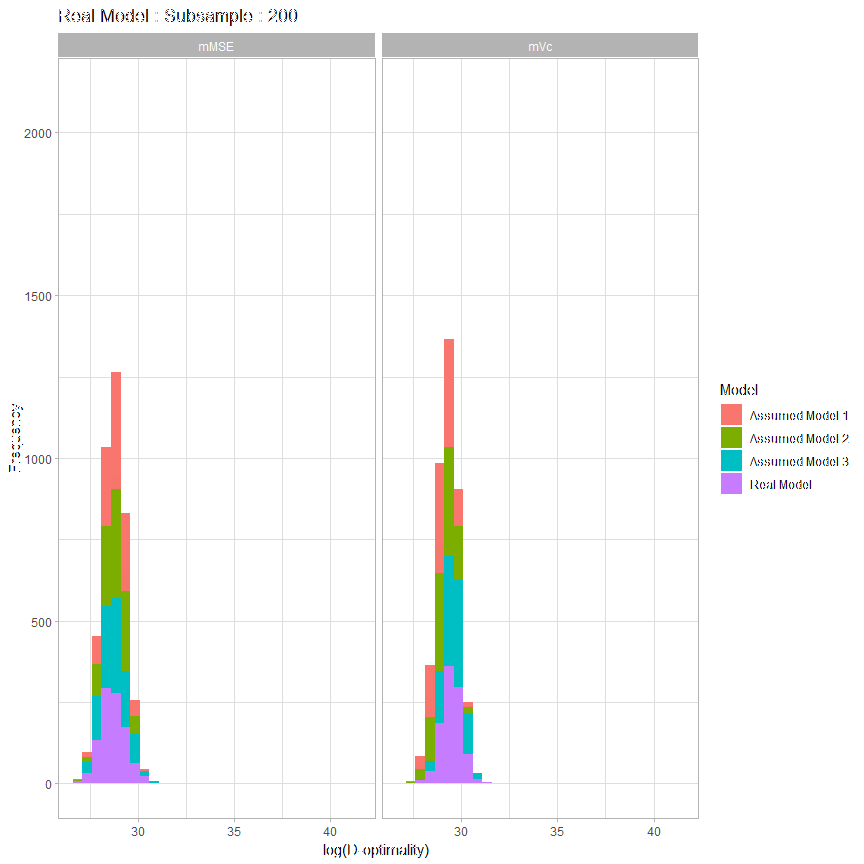 Real Model : Subsample : 200
mMSE
mVc
2000
1500
1000
500
0
Frequency
30
35
40
30
35
40
log(D-optimality)
Model
Assumed Model 1
Assumed Model 2
Assumed Model 3
Real Model